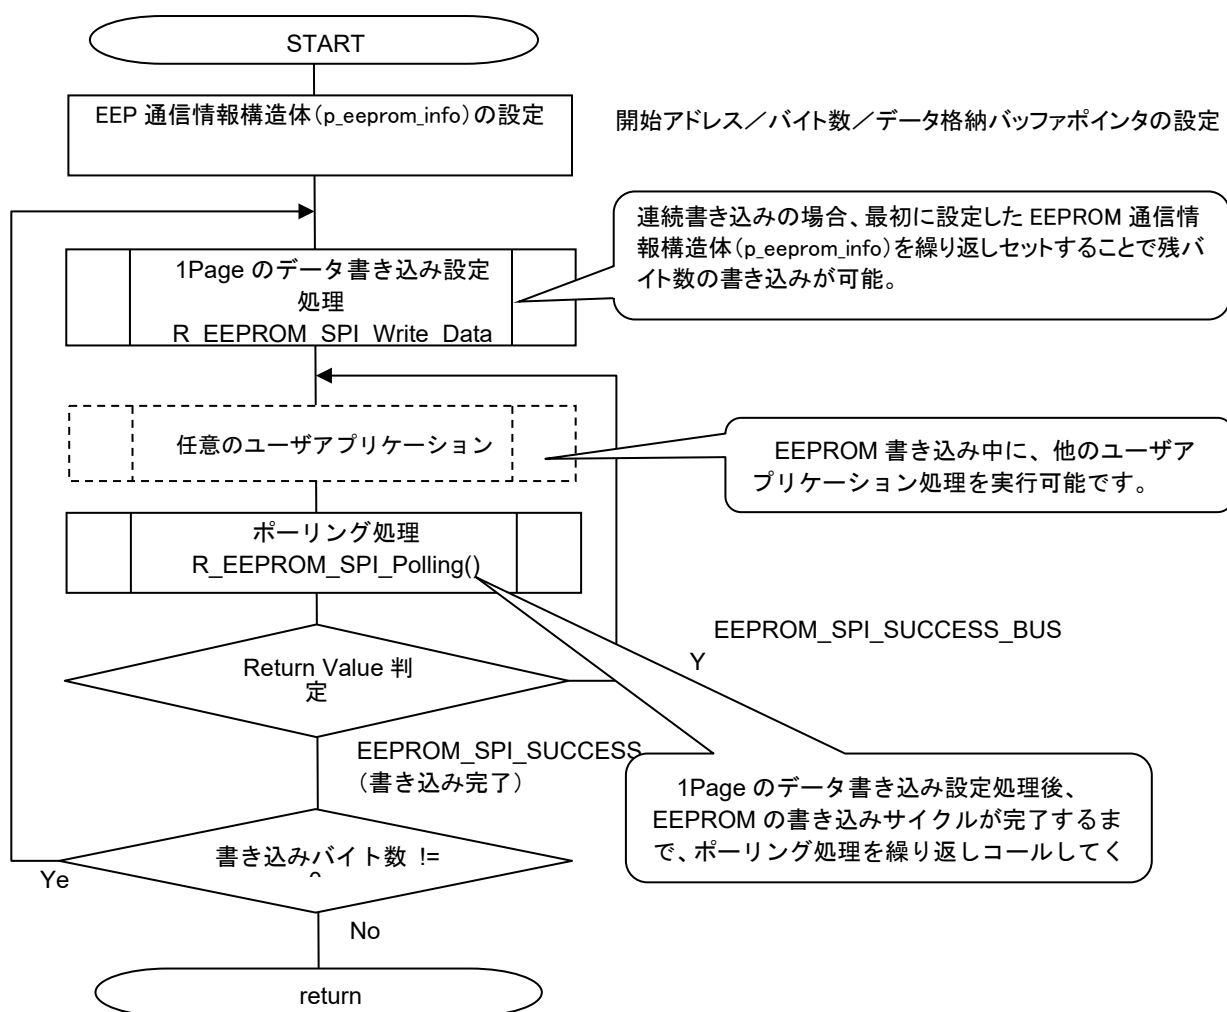 START
EEP 通信情報構造体(p_eeprom_info)の設定
開始アドレス/バイト数/データ格納バッファポインタの設定
連続書き込みの場合、最初に設定した EEPROM 通信情
報構造体(p_eeprom_info)を繰り返しセットすることで残バ
イト数の書き込みが可能。
1Page のデータ書き込み設定
処理
R_EEPROM_SPI_Write_Data
任意のユーザアプリケーション
EEPROM 書き込み中に、他のユーザア
プリケーション処理を実行可能です。
ポーリング処理
R_EEPROM_SPI_Polling()
EEPROM_SPI_SUCCESS_BUS
Y
Return Value 判
定
EEPROM_SPI_SUCCESS
(書き込み完了)
1Page のデータ書き込み設定処理後、
EEPROM の書き込みサイクルが完了するま
で、ポーリング処理を繰り返しコールしてく
書き込みバイト数 !=
Ye
No
return